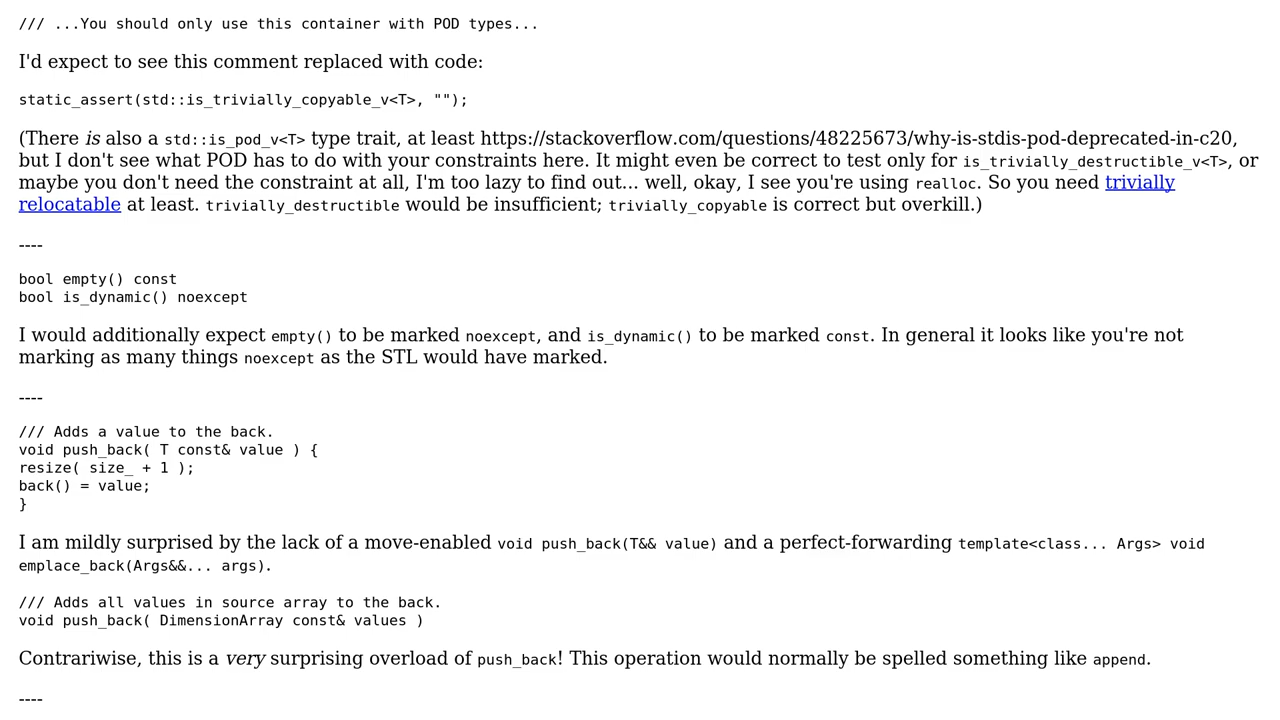 /// ...You should only use this container with POD types...
I'd expect to see this comment replaced with code:
static_assert(std::is_trivially_copyable_v<T>, "");
(There is also a std::is_pod_v<T> type trait, at least https://stackoverflow.com/questions/48225673/why-is-stdis-pod-deprecated-in-c20,
but I don't see what POD has to do with your constraints here. It might even be correct to test only for is_trivially_destructible_v<T>, or
maybe you don't need the constraint at all, I'm too lazy to find out... well, okay, I see you're using realloc. So you need trivially
relocatable at least. trivially_destructible would be insufficient; trivially_copyable is correct but overkill.)
----
bool empty() const
bool is_dynamic() noexcept
I would additionally expect empty() to be marked noexcept, and is_dynamic() to be marked const. In general it looks like you're not
marking as many things noexcept as the STL would have marked.
----
/// Adds a value to the back.
void push_back( T const& value ) {
resize( size_ + 1 );
back() = value;
}
I am mildly surprised by the lack of a move-enabled void push_back(T&& value) and a perfect-forwarding template<class... Args> void
emplace_back(Args&&... args).
/// Adds all values in source array to the back.
void push_back( DimensionArray const& values )
Contrariwise, this is a very surprising overload of push_back! This operation would normally be spelled something like append.
----